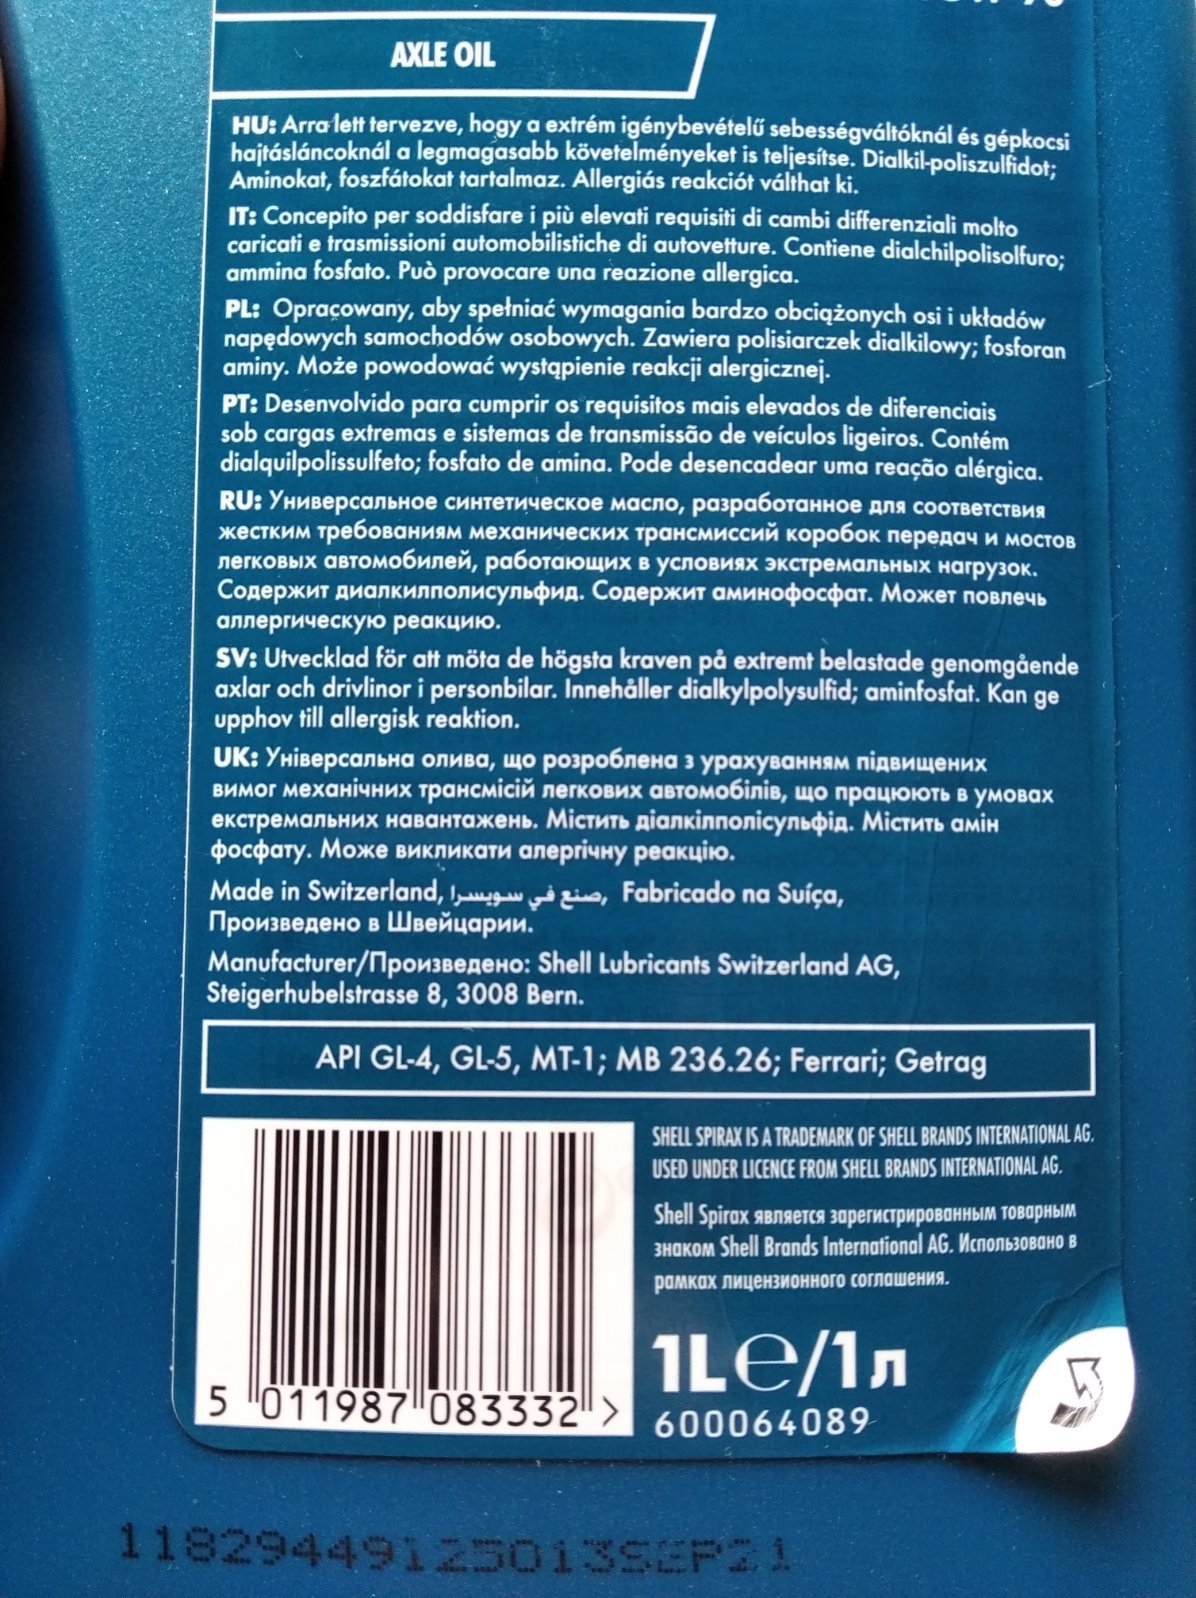 AXLE OIL
HU: Arra lett tervezve, hogy a extrém igénybevételű sebességváltóknál és gépkocsi
hajtásláncoknál a legmagasabb követelményeket is teljesítse. Dialkil-poliszulfidot;
Aminokat, foszfátokat tartalmaz. Allergiás reakciót válthat ki.
IT: Concepito per soddisfare i più elevati requisiti di cambi differenziali molto
caricati e trasmissioni automobilistiche di autovetture. Contiene dialchilpolisolfuro;
ammina fosfato. Può provocare una reazione allergica.
PL: Opracowany, aby spełniać wymagania bardzo obciążonych osi i układów
napędowych samochodów osobowych. Zawiera polisiarczek dialkilowy; fosforan
aminy. Może powodować wystąpienie reakcji alergicznej.
PT: Desenvolvido para cumprir os requisitos mais elevados de diferenciais
sob cargas extremas e sistemas de transmissão de veículos ligeiros. Contém
dialquilpolissulfeto; fosfato de amina. Pode desencadear uma reação alérgica.
RU: Универсальное синтетическое масло, разработанное для соответствия
жестким требованиям механических трансмиссий коробок передач и мостов
легковых автомобилей, работающих в условиях экстремальных нагрузок.
Содержит диалкилполисульфид. Содержит аминофосфат. Может повлечь
аллергическую реакцию.
SV: Utvecklad för att möta de högsta kraven på extremt belastade genomgående
axlar och drivlinor i personbilar. Innehåller dialkylpolysulfid; aminfosfat. Kan ge
upphov till allergisk reaktion.
UK: Універсальна олива, що розроблена з урахуванням підвищених
вимог механічних трансмісій легкових автомобілів, що працюють в умовах
екстремальних навантажень. Містить діалкілполісульфід. Містить амін
фосфату. Може викликати алергічну реакцію.
Made in Switzerland, صنع في سويسرا, Fabricado na Suíça,
Произведено в Швейцарии.
Manufacturer/Произведено: Shell Lubricants Switzerland AG,
Steigerhubelstrasse 8, 3008 Bern.
API GL-4, GL-5, MT-1; MB 236.26; Ferrari; Getrag
SHELL SPIRAX IS A TRADEMARK OF SHELL BRANDS INTERNATIONAL AG.
USED UNDER LICENCE FROM SHELL BRANDS INTERNATIONAL AG.
Shell Spirax является зарегистрированным товарным
знаком Shell Brands International AG. Использовано в
рамках лицензионного соглашения.
1L℮/1л
600064089
5 011987 083332 >
11829449125013SEP21